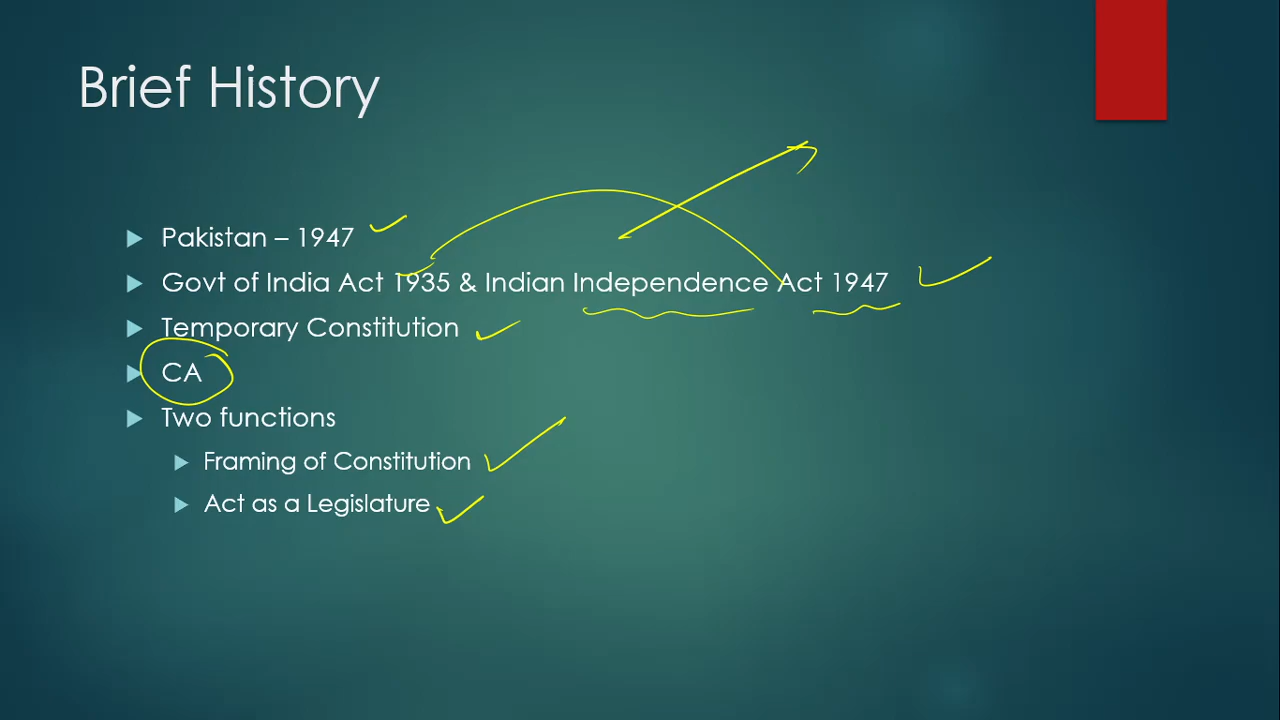 Brief History
Pakistan – 1947
Govt of India Act 1935 & Indian Independence Act 1947
Temporary Constitution
CA
Two functions
Framing of Constitution
Act as a Legislature